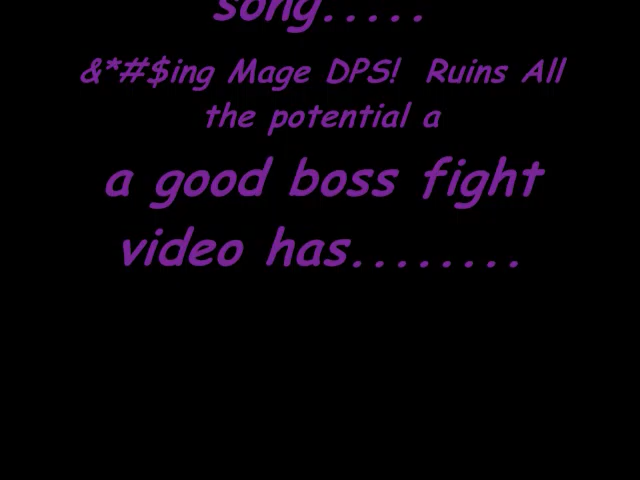 song.....
&*#$ing Mage DPS!  Ruins All
the potential a
a good boss fight
video has........